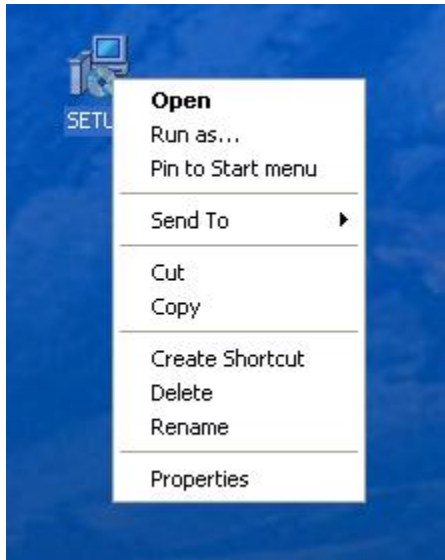 SETU
Open
Run as...
Pin to Start menu
Send To
Cut
Copy
Create Shortcut
Delete
Rename
Properties